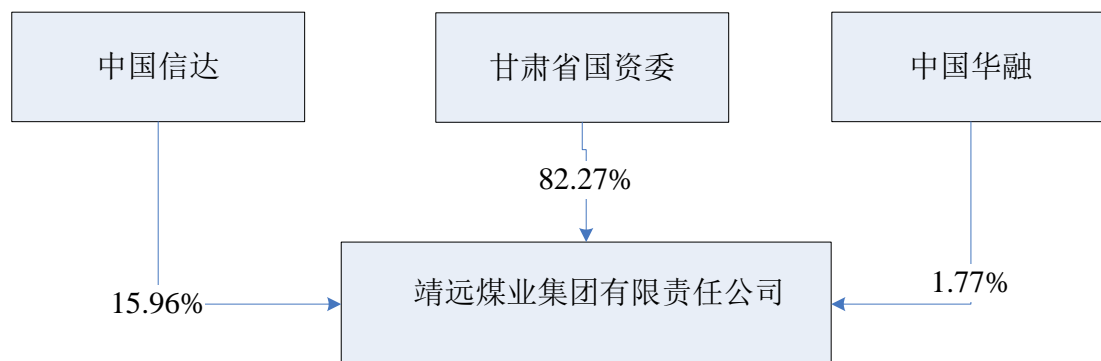 中国信达
甘肃省国资委
中国华融
82.27%
15.96%
靖远煤业集团有限责任公司
1.77%